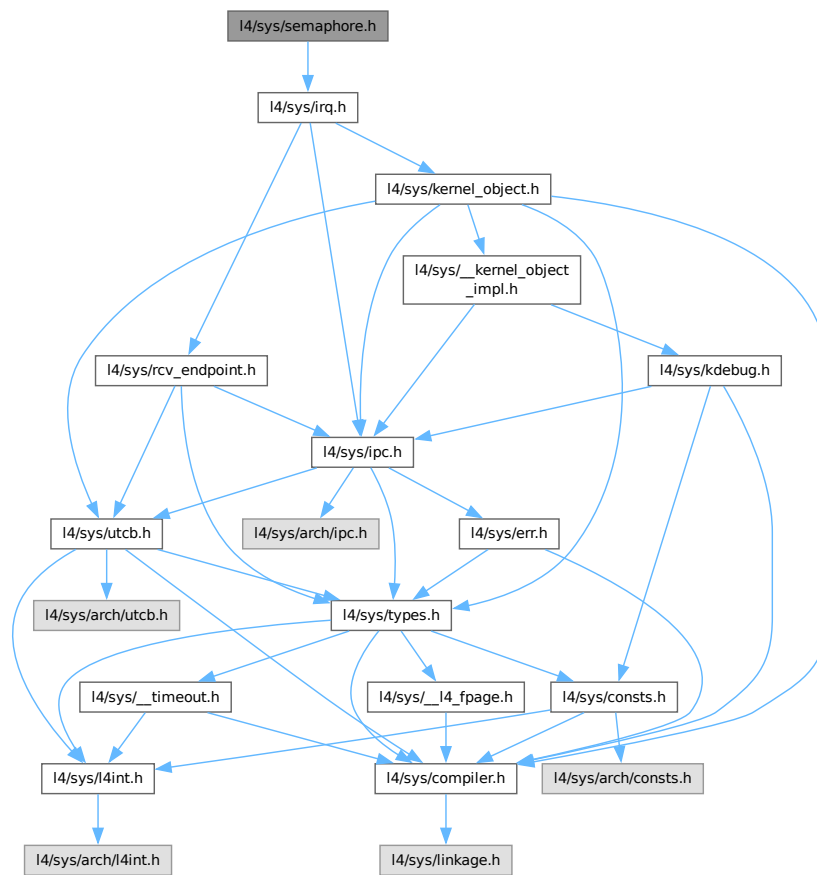 l4/sys/semaphore.h
l4/sys/irq.h
l4/sys/kernel_object.h
l4/sys/__kernel_object
_impl.h
l4/sys/rcv_endpoint.h
l4/sys/kdebug.h
l4/sys/ipc.h
l4/sys/utcb.h
l4/sys/arch/ipc.h
l4/sys/err.h
l4/sys/arch/utcb.h
l4/sys/types.h
l4/sys/__timeout.h
l4/sys/__l4_fpage.h
l4/sys/consts.h
l4/sys/l4int.h
l4/sys/compiler.h
l4/sys/arch/consts.h
l4/sys/arch/l4int.h
l4/sys/linkage.h